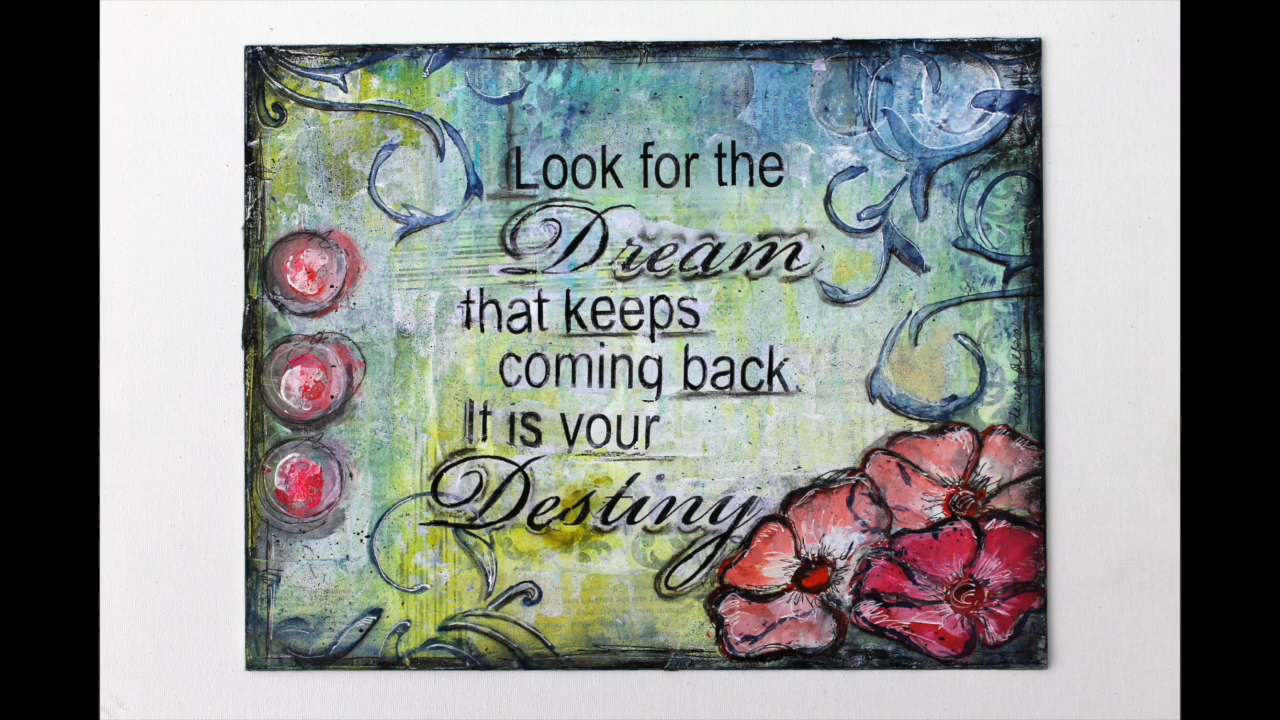 Look for the
Dream
that keeps
coming back.
It is your
Destiny